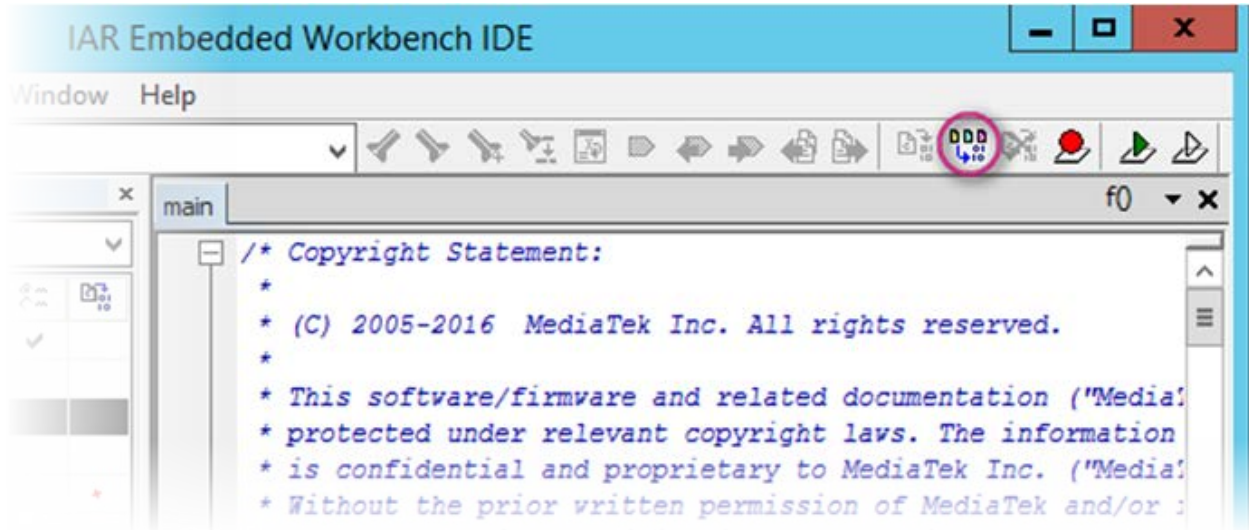 IAR Embedded Workbench IDE
Window Help
main f()
/* Copyright Statement:
*
* (C) 2005-2016 MediaTek Inc. All rights reserved.
*
* This software/firmware and related documentation ("Media
* protected under relevant copyright laws. The information
* is confidential and proprietary to MediaTek Inc. ("Media
* Without the prior written permission of MediaTek and/or